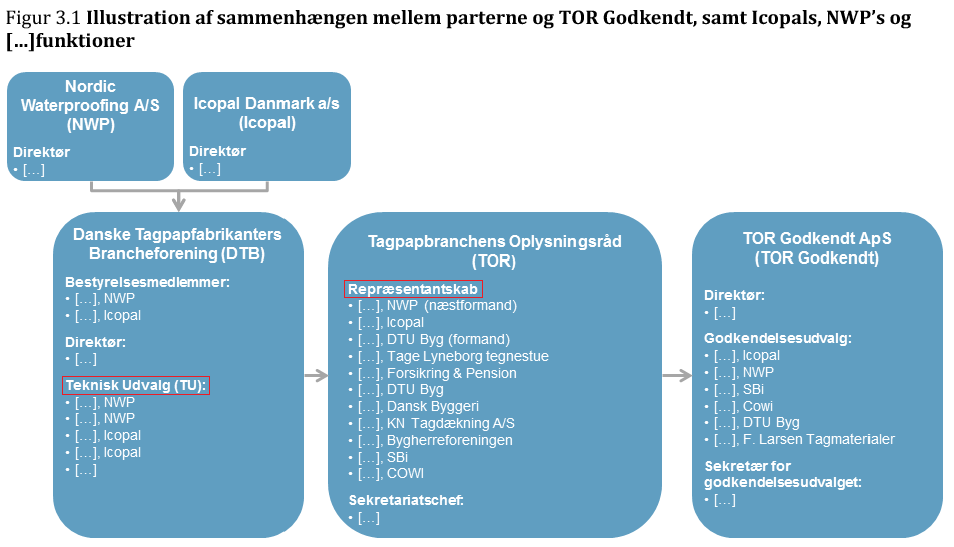 Figur 3.1 Illustration af sammenhængen mellem parterne og TOR Godkendt, samt Icopals, NWP’s og
[…]funktioner
Nordic
Waterproofing A/S
(NWP)
Direktør
• […]
Icopal Danmark a/s
(Icopal)
Direktør
• […]
Danske Tagpapfabrikanters
Brancheforening (DTB)
Bestyrelsesmedlemmer:
• […], NWP
• […], Icopal
Direktør:
• […]
Teknisk Udvalg (TU):
• […], NWP
• […], NWP
• […], Icopal
• […], Icopal
• […]
Tagpapbranchens Oplysningsråd
(TOR)
Repræsentantskab
• […], NWP (næstformand)
• […], Icopal
• […], DTU Byg (formand)
• […], Tage Lyneborg tegnestue
• […], Forsikring & Pension
• […], DTU Byg
• […], Dansk Byggeri
• […], KN Tagdækning A/S
• […], Bygherreforeningen
• […], SBi
• […], COWI
Sekretariatschef:
• […]
TOR Godkendt ApS
(TOR Godkendt)
Direktør:
• […]
Godkendelsesudvalg:
• […], Icopal
• […], NWP
• […], SBi
• […], Cowi
• […], DTU Byg
• […], F. Larsen Tagmaterialer
Sekretær for
godkendelsesudvalget:
• […]